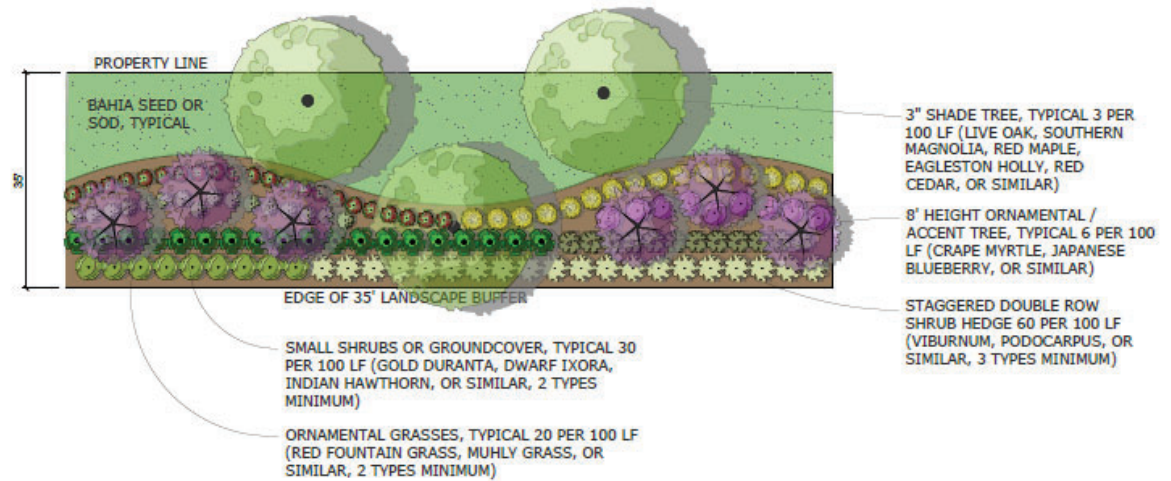 PROPERTY LINE
BAHIA SEED OR
SOD, TYPICAL
35'
3" SHADE TREE, TYPICAL 3 PER
100 LF (LIVE OAK, SOUTHERN
MAGNOLIA, RED MAPLE,
EAGLESTON HOLLY, RED
CEDAR, OR SIMILAR)
8' HEIGHT ORNAMENTAL /
ACCENT TREE, TYPICAL 6 PER 100
LF (CRAPE MYRTLE, JAPANESE
BLUEBERRY, OR SIMILAR)
EDGE OF 35' LANDSCAPE BUFFER
STAGGERED DOUBLE ROW
SHRUB HEDGE 60 PER 100 LF
(VIBURNUM, PODOCARPUS, OR
SIMILAR, 3 TYPES MINIMUM)
SMALL SHRUBS OR GROUNDCOVER, TYPICAL 30
PER 100 LF (GOLD DURANTA, DWARF IXORA,
INDIAN HAWTHORN, OR SIMILAR, 2 TYPES
MINIMUM)
ORNAMENTAL GRASSES, TYPICAL 20 PER 100 LF
(RED FOUNTAIN GRASS, MUHLY GRASS, OR
SIMILAR, 2 TYPES MINIMUM)